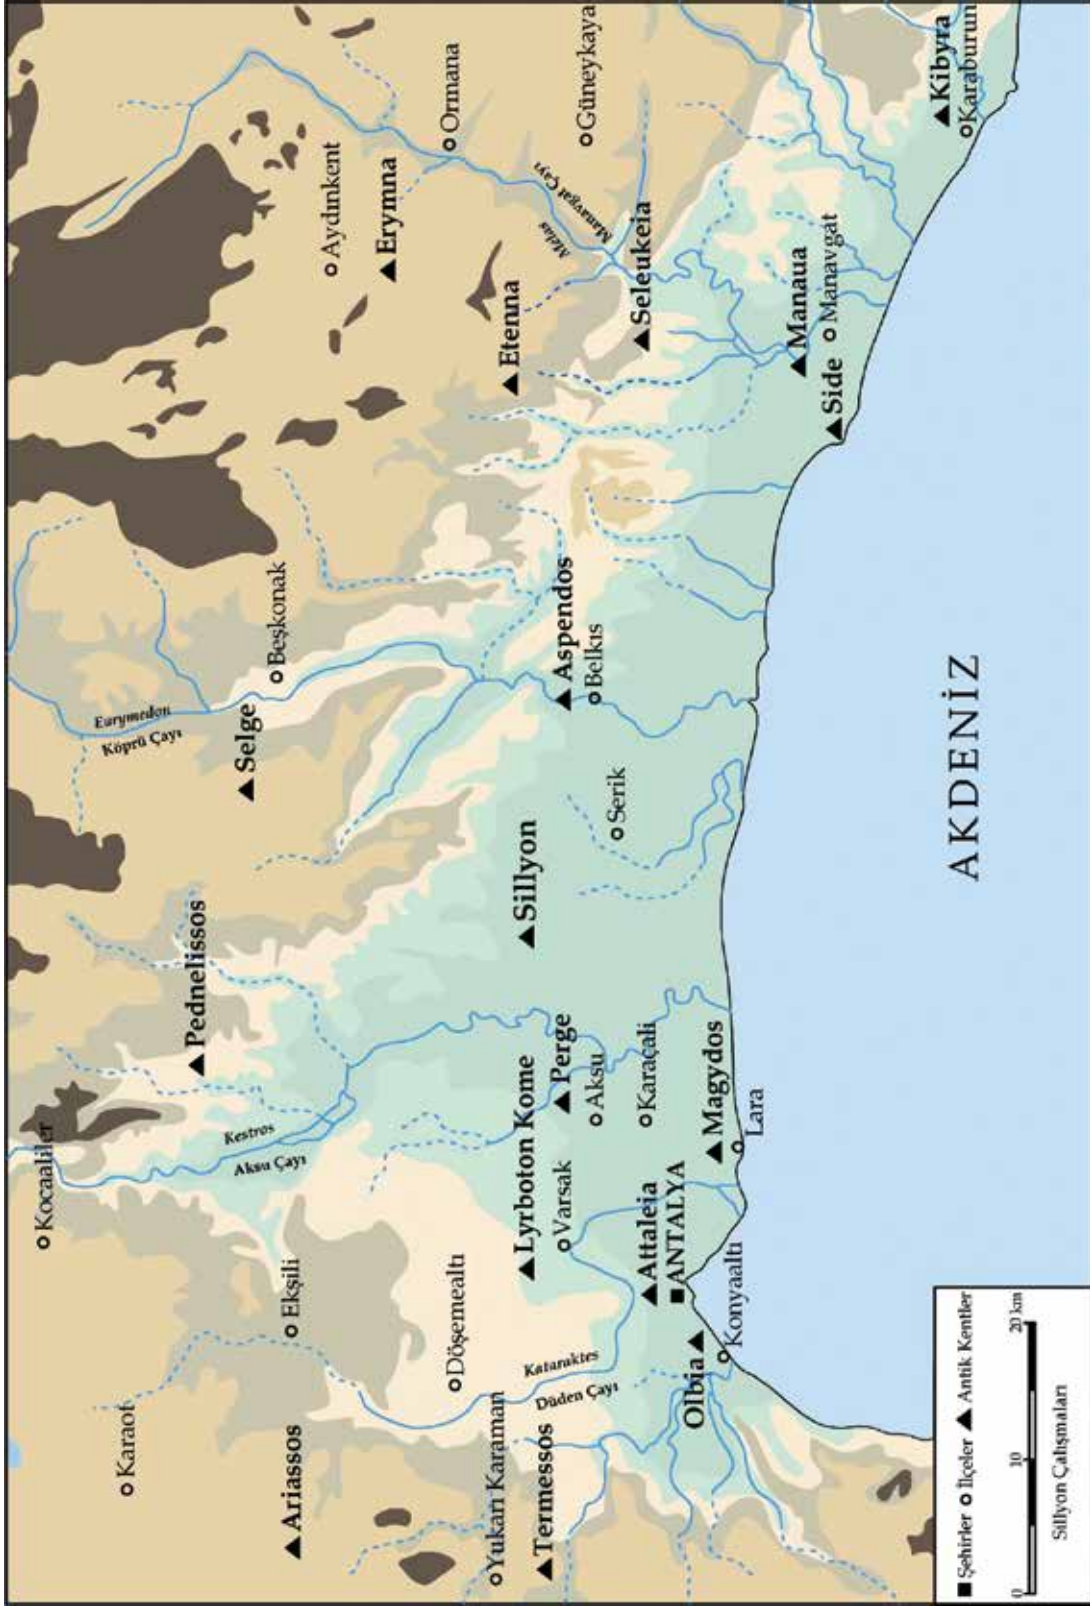 Kocaaliler
Karaot
Ekşili
Ariassos
Döşemealtı
Yukarı Karaman
Termessos
Kataraktes
Düden Çayı
Kestros
Aksu Çayı
Pednelissos
Lyrboton Kome
Varsak
Perge
Aksu
Karaçalı
Attaleia
ANTALYA
Magydos
Lara
Olbia
Konyaaltı
Sillyon
Serik
Selge
Eurymedon
Köprü Çayı
Beşkonak
Aspendos
Belkıs
Aydınkent
Erymna
Ormana
Güneykaya
Etenna
Melas
Manavgat Çayı
Seleukeia
Manaua
Manavgat
Side
Kibyra
Karaburun
AKDENİZ
Şehirler İlçeler Antik Kentler
0 10 20 km
Sillyon Çalışmaları